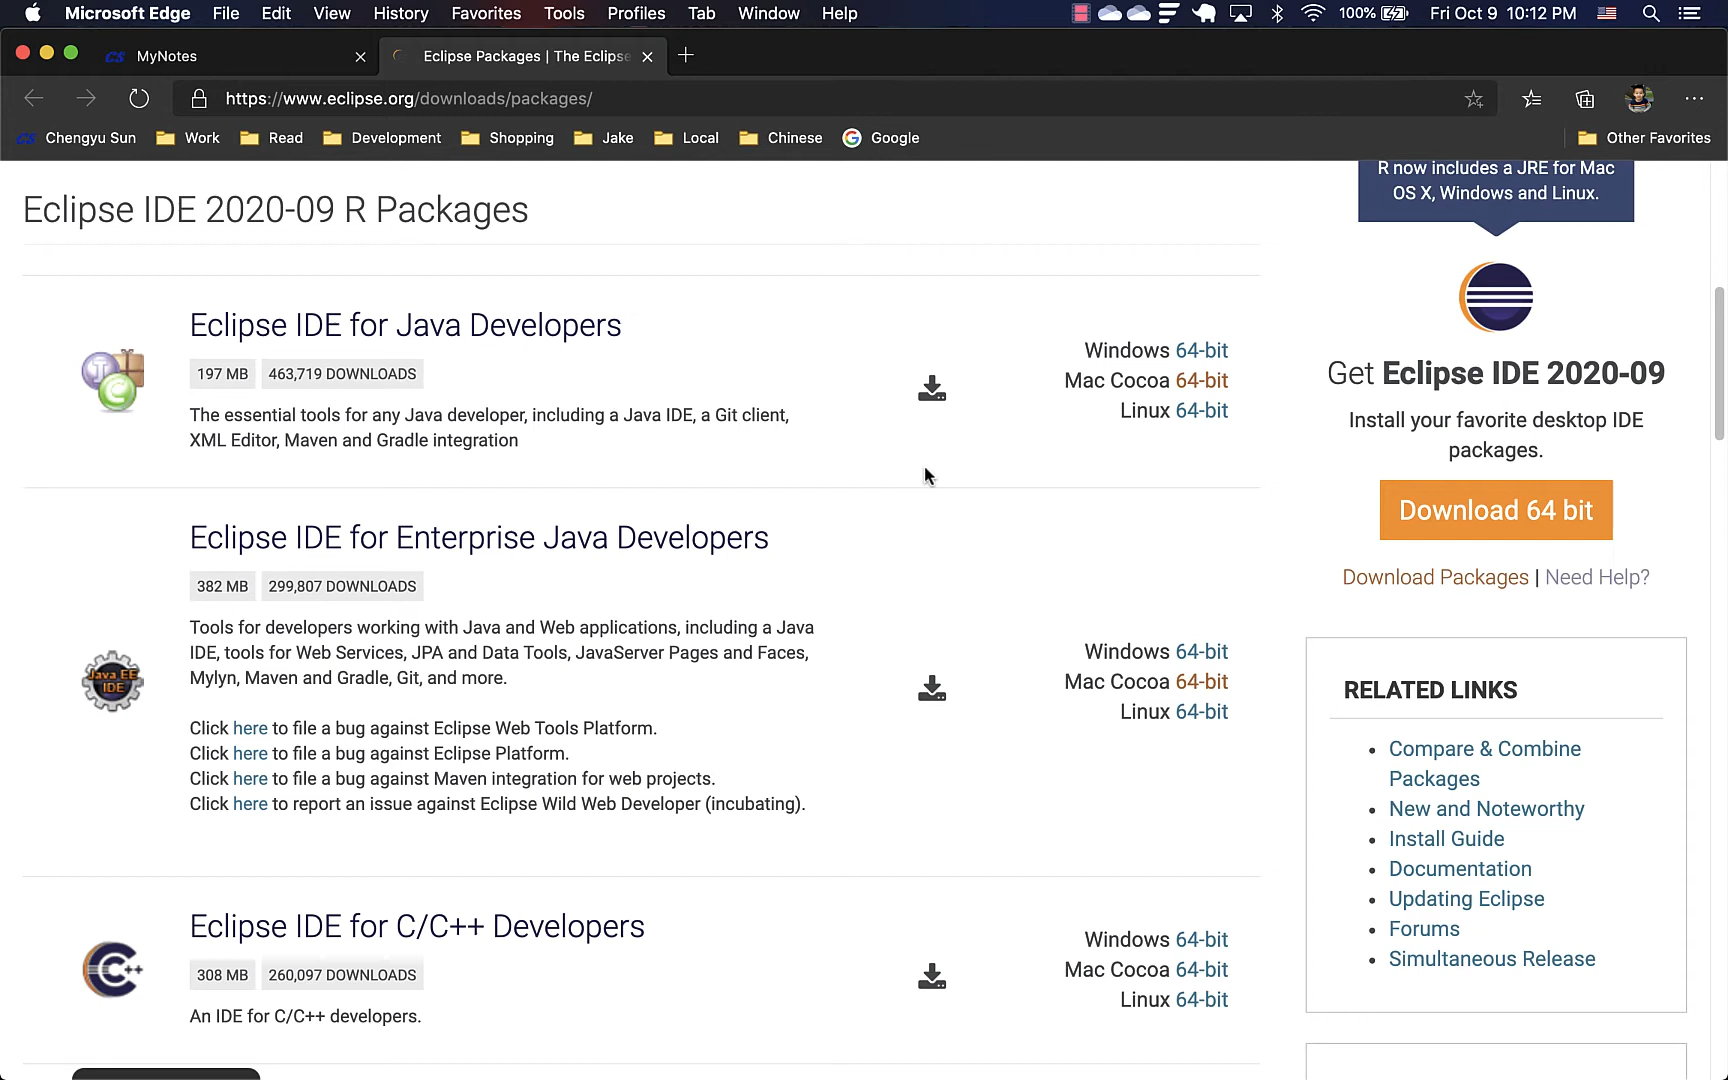 Microsoft Edge File Edit View History Favorites Tools Profiles Tab Window Help 100% Fri Oct 9 10:12 PM
CS MyNotes Eclipse Packages | The Eclipse
https://www.eclipse.org/downloads/packages/
CS Chengyu Sun Work Read Development Shopping Jake Local Chinese Google Other Favorites
R now includes a JRE for Mac
OS X, Windows and Linux.
Eclipse IDE 2020-09 R Packages
Eclipse IDE for Java Developers
197 MB 463,719 DOWNLOADS
The essential tools for any Java developer, including a Java IDE, a Git client,
XML Editor, Maven and Gradle integration
Windows 64-bit
Mac Cocoa 64-bit
Linux 64-bit
Eclipse IDE for Enterprise Java Developers
382 MB 299,807 DOWNLOADS
Tools for developers working with Java and Web applications, including a Java
IDE, tools for Web Services, JPA and Data Tools, JavaServer Pages and Faces,
Mylyn, Maven and Gradle, Git, and more.
Click here to file a bug against Eclipse Web Tools Platform.
Click here to file a bug against Eclipse Platform.
Click here to file a bug against Maven integration for web projects.
Click here to report an issue against Eclipse Wild Web Developer (incubating).
Java EE
IDE
Windows 64-bit
Mac Cocoa 64-bit
Linux 64-bit
Eclipse IDE for C/C++ Developers
308 MB 260,097 DOWNLOADS
An IDE for C/C++ developers.
C++
Windows 64-bit
Mac Cocoa 64-bit
Linux 64-bit
Get Eclipse IDE 2020-09
Install your favorite desktop IDE
packages.
Download 64 bit
Download Packages | Need Help?
RELATED LINKS
Compare & Combine
Packages
New and Noteworthy
Install Guide
Documentation
Updating Eclipse
Forums
Simultaneous Release